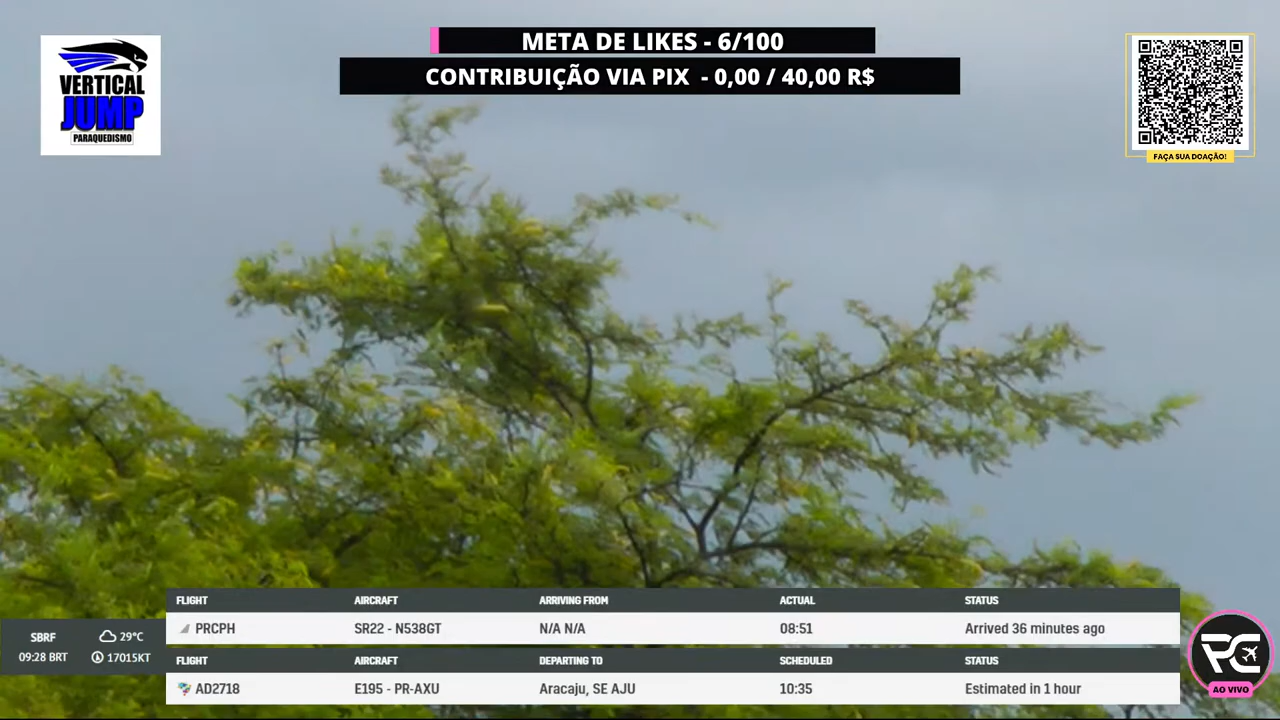 META DE LIKES - 6/100
CONTRIBUIÇÃO VIA PIX - 0,00 / 40,00 R$
VERTICAL
JUMP
PARAQUEDISMO
FAÇA SUA DOAÇÃO!
FLIGHT AIRCRAFT ARRIVING FROM ACTUAL STATUS
PRCPH SR22 - N538GT N/A N/A 08:51 Arrived 36 minutes ago
FLIGHT AIRCRAFT DEPARTING TO SCHEDULED STATUS
AD2718 E195 - PR-AXU Aracaju, SE AJU 10:35 Estimated in 1 hour
SBRF 29°C
09:28 BRT 17015KT
RC
AO VIVO